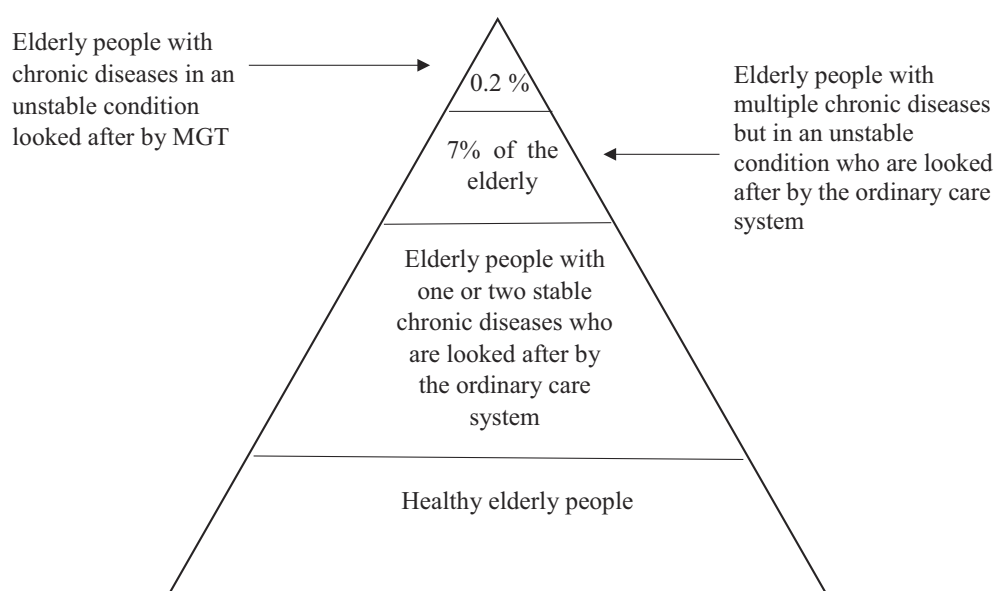 Elderly people with
chronic diseases in an
unstable condition
looked after by MGT
0.2 %
Elderly people with
multiple chronic diseases
but in an unstable
condition who are looked
after by the ordinary care
system
7% of the
elderly
Elderly people with
one or two stable
chronic diseases who
are looked after by
the ordinary care
system
Healthy elderly people